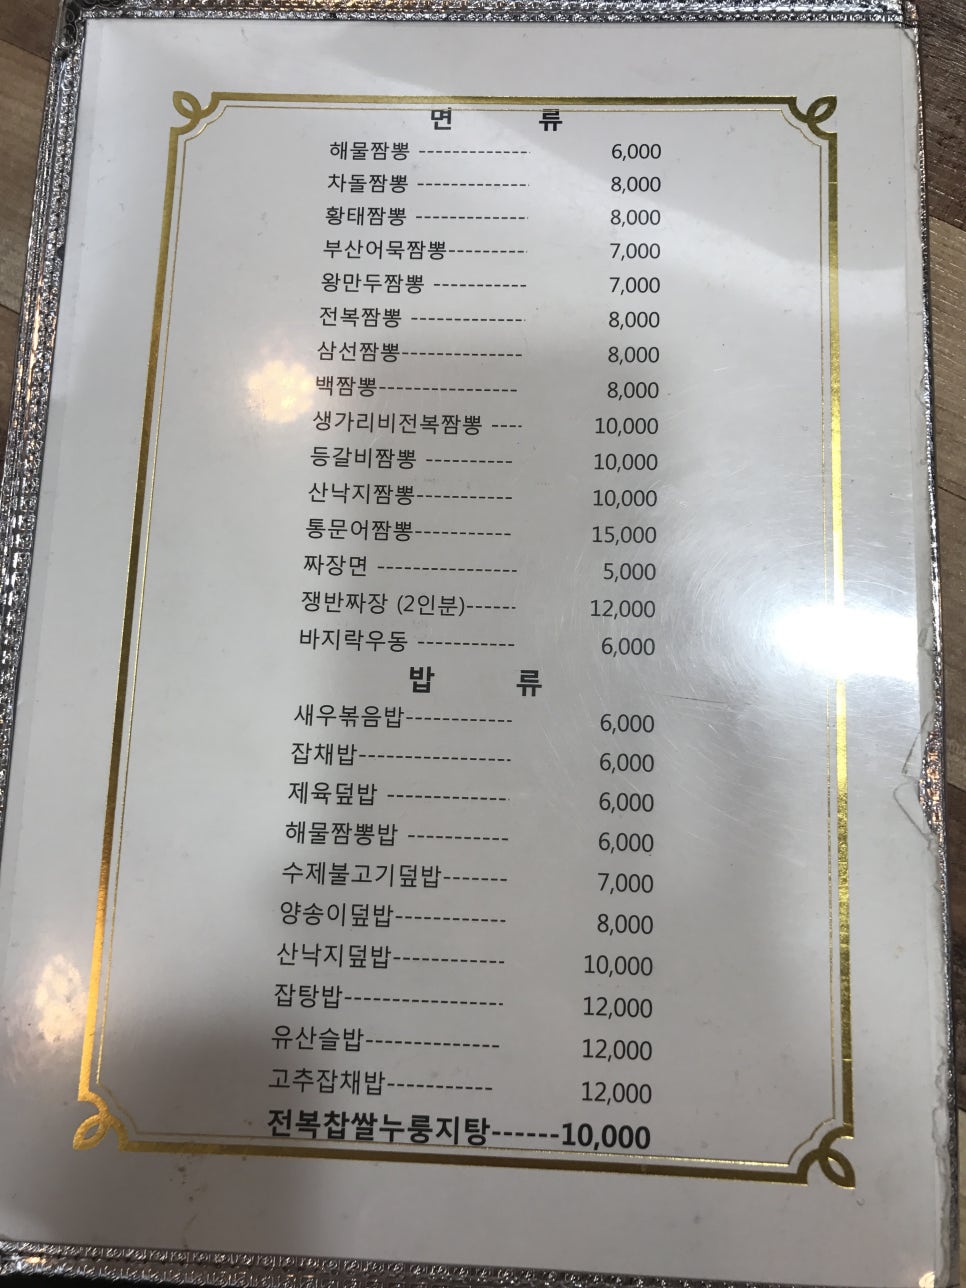 면 류
해물짬뽕 -------------- 6,000
차돌짬뽕 -------------- 8,000
황태짬뽕 -------------- 8,000
부산어묵짬뽕---------- 7,000
왕만두짬뽕 ------------ 7,000
전복짬뽕 -------------- 8,000
삼선짬뽕--------------- 8,000
백짬뽕----------------- 8,000
생가리비전복짬뽕 ---- 10,000
등갈비짬뽕 ----------- 10,000
산낙지짬뽕------------ 10,000
통문어짬뽕------------ 15,000
짜장면 ----------------- 5,000
쟁반짜장 (2인분)------ 12,000
바지락우동 ------------ 6,000
밥 류
새우볶음밥------------- 6,000
잡채밥------------------ 6,000
제육덮밥 --------------- 6,000
해물짬뽕밥 ------------ 6,000
수제불고기덮밥-------- 7,000
양송이덮밥------------- 8,000
산낙지덮밥------------- 10,000
잡탕밥------------------- 12,000
유산슬밥---------------- 12,000
고추잡채밥------------- 12,000
전복찹쌀누룽지탕------10,000